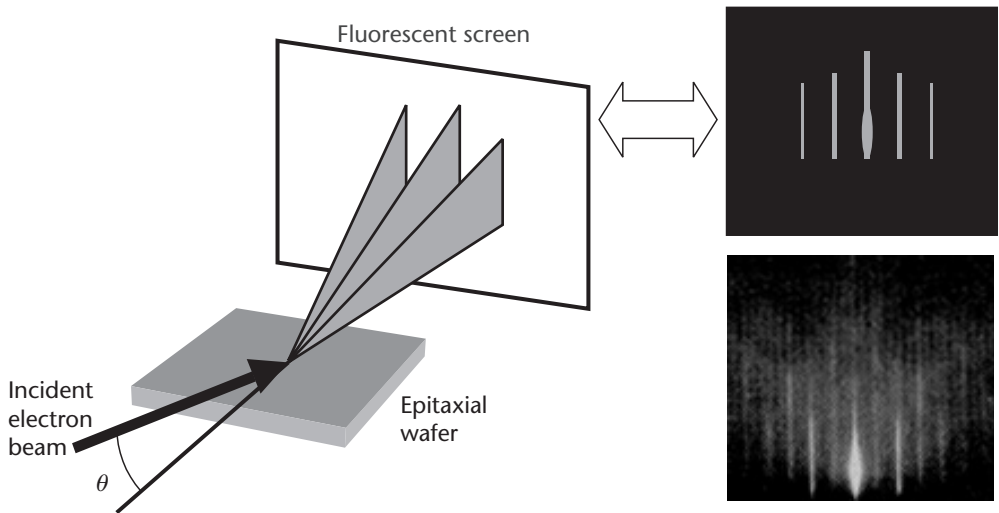 Fluorescent screen
Incident
electron
beam
θ
Epitaxial
wafer